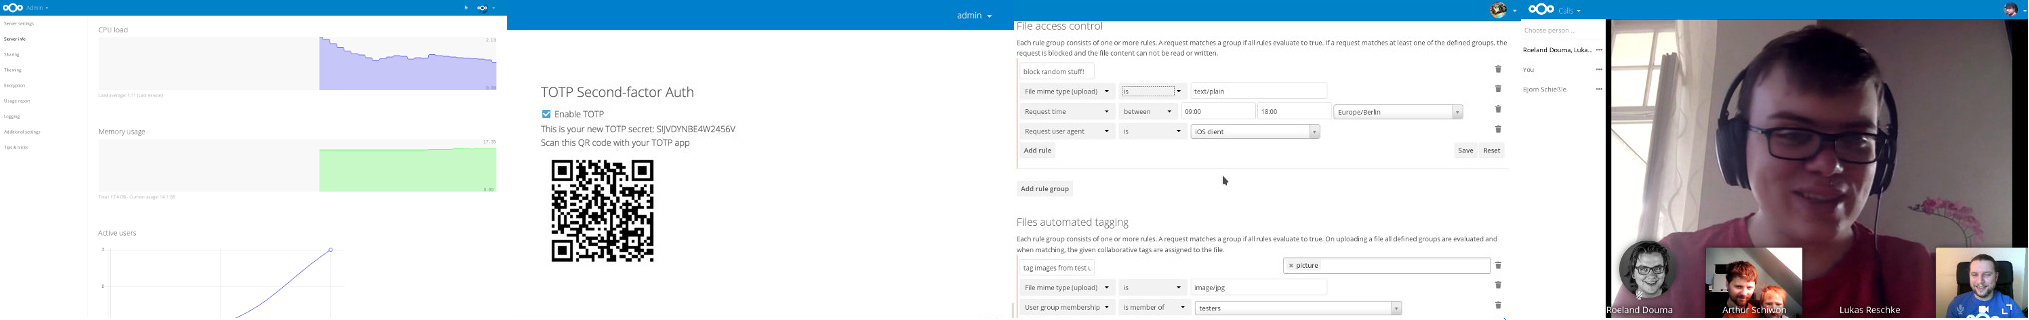 Admin
Server settings
Server info
Sharing
Theming
Encryption
Usage report
Logging
Additional settings
Tips & tricks
CPU load
Memory usage
Active users
3
2
admin
TOTP Second-factor Auth
Enable TOTP
This is your new TOTP secret: SIJVDYNBE4W2456V
Scan this QR code with your TOTP app
File access control
Each rule group consists of one or more rules. A request matches a group if all rules evaluate to true. If a request matches at least one of the defined groups, the
request is blocked and the file content can not be read or written.
block random stuff!
File mime type (upload) is text/plain
Request time between 09:00 18:00 Europe/Berlin
Request user agent is iOS client
Add rule Save Reset
Add rule group
Files automated tagging
Each rule group consists of one or more rules. A request matches a group if all rules evaluate to true. On uploading a file all defined groups are evaluated and
when matching, the given collaborative tags are assigned to the file.
tag images from test u
× picture
File mime type (upload) is image/jpg
User group membership is member of testers
Calls
Choose person ...
Roeland Douma, Luka... •••
You •••
Bjorn Schießle •••
Roeland Douma Arthur Schiwon Lukas Reschke